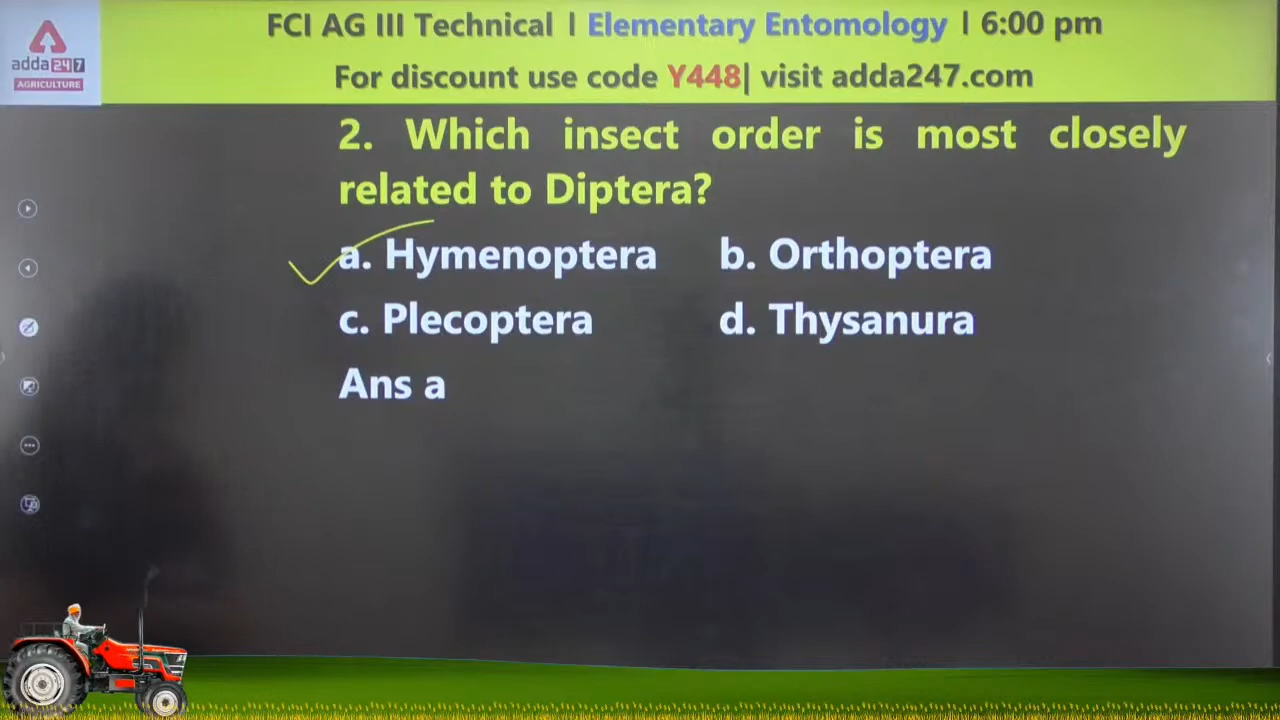 FCI AG III Technical l Elementary Entomology l 6:00 pm
For discount use code Y448| visit adda247.com
adda247
AGRICULTURE
2. Which insect order is most closely
related to Diptera?
a. Hymenoptera b. Orthoptera
c. Plecoptera d. Thysanura
Ans a